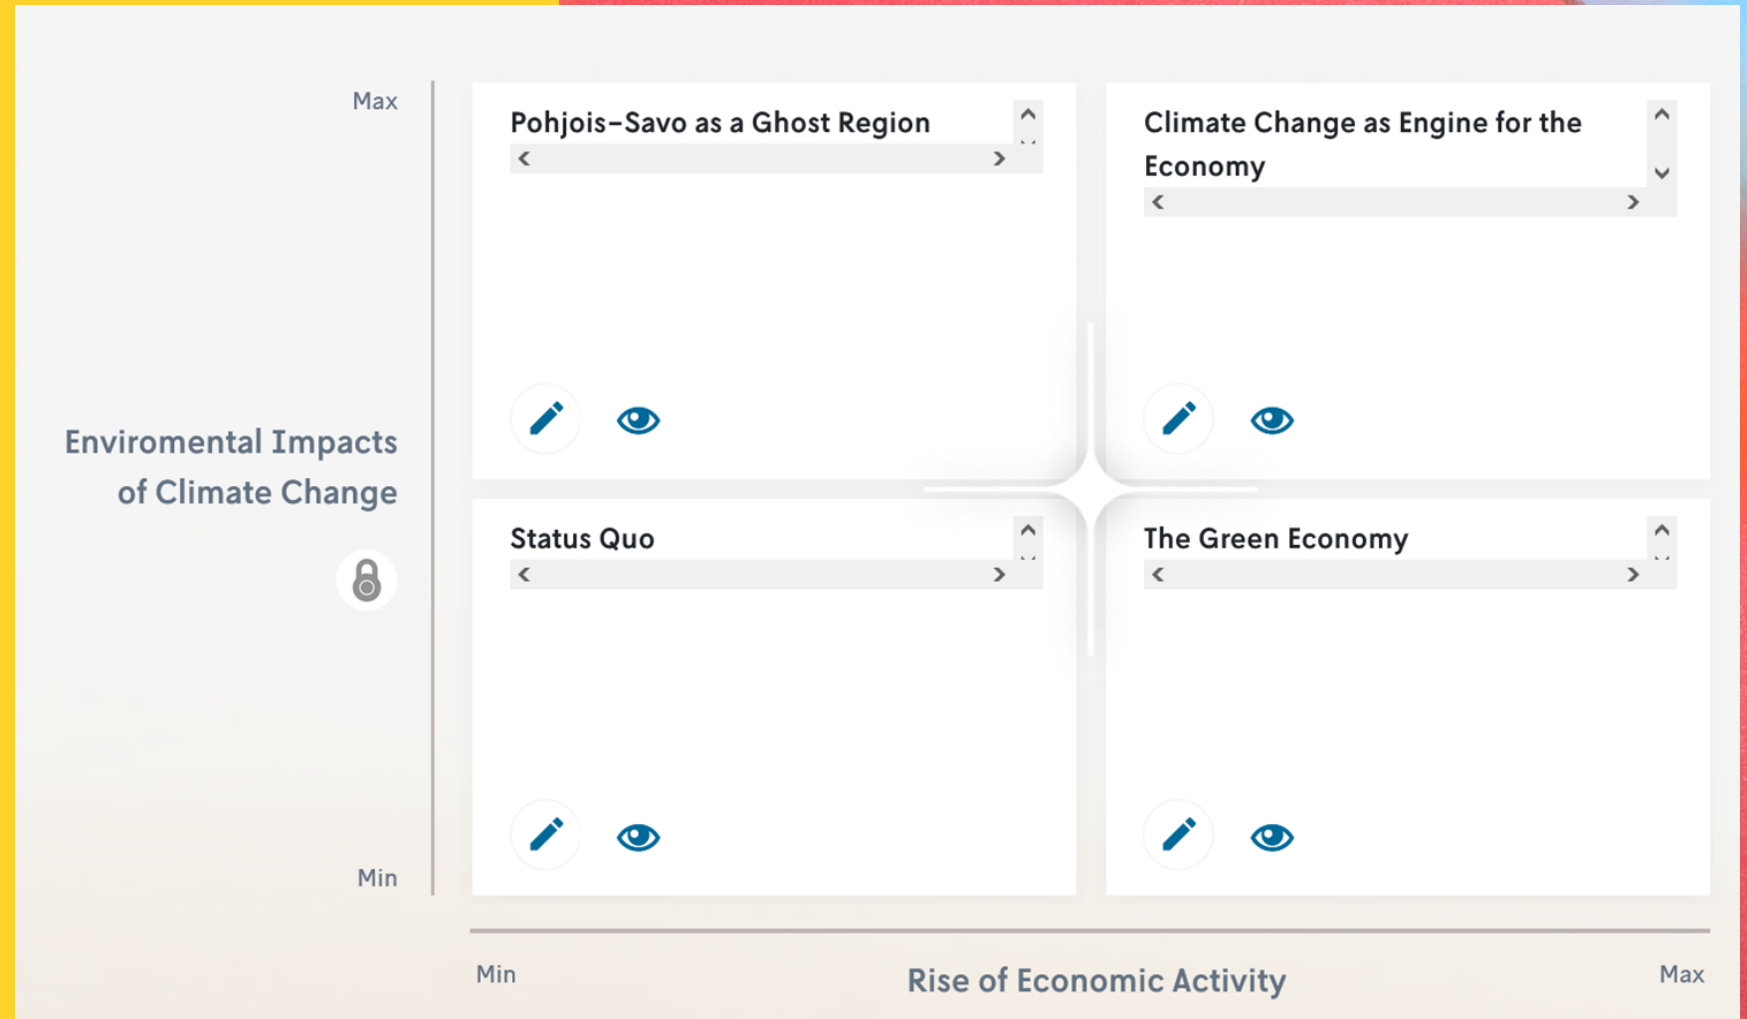 Max
Pohjois-Savo as a Ghost Region
Climate Change as Engine for the
Economy
Enviromental Impacts
of Climate Change
Status Quo
The Green Economy
Min
Min
Rise of Economic Activity
Max